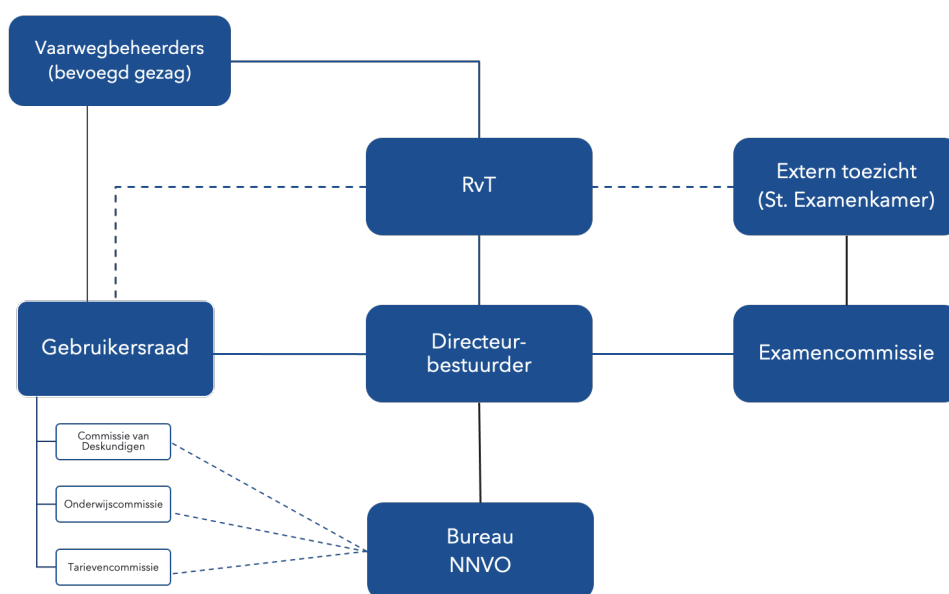 Vaarwegbeheerders
(bevoegd gezag)
RvT
Extern toezicht
(St. Examenkamer)
Gebruikersraad
Directeur-
bestuurder
Examencommissie
Commissie van
Deskundigen
Onderwijscommissie
Tarievencommissie
Bureau
NNVO